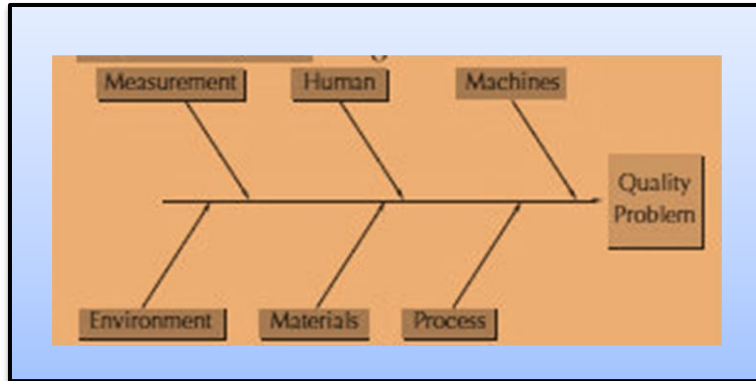 Measurement
Human
Machines
Quality
Problem
Environment
Materials
Process